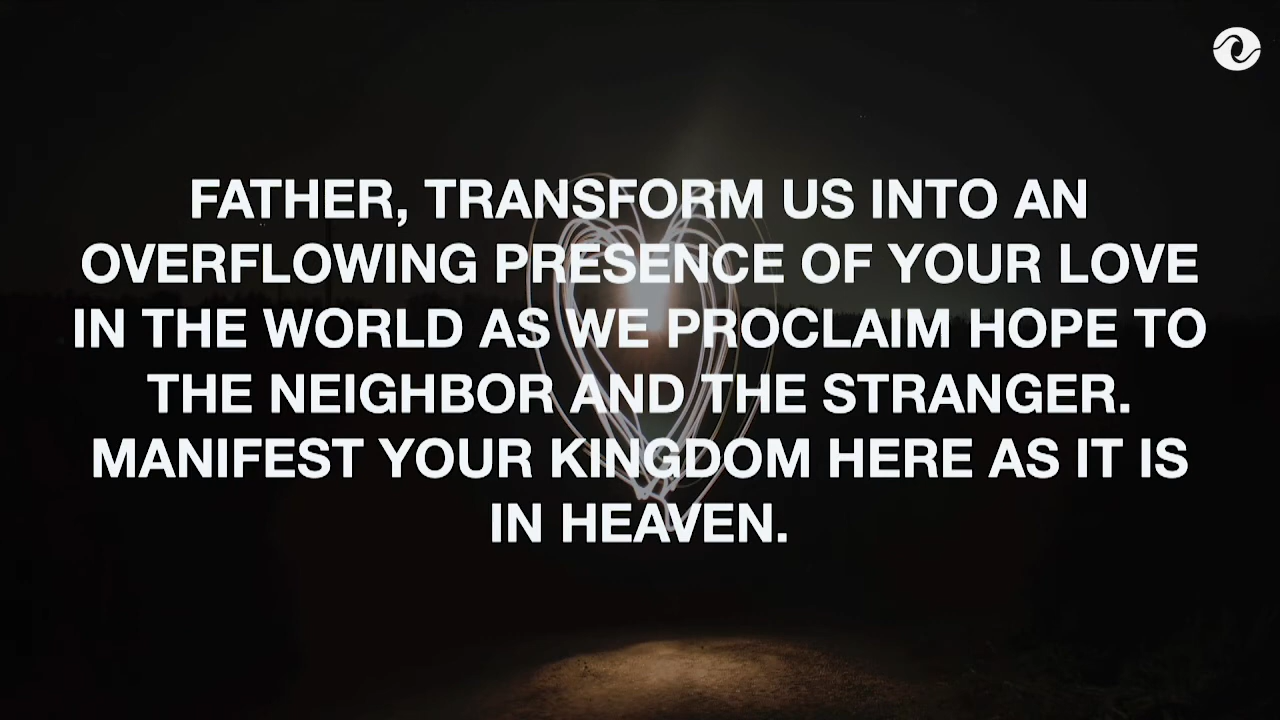 FATHER, TRANSFORM US INTO AN
OVERFLOWING PRESENCE OF YOUR LOVE
IN THE WORLD AS WE PROCLAIM HOPE TO
THE NEIGHBOR AND THE STRANGER.
MANIFEST YOUR KINGDOM HERE AS IT IS
IN HEAVEN.